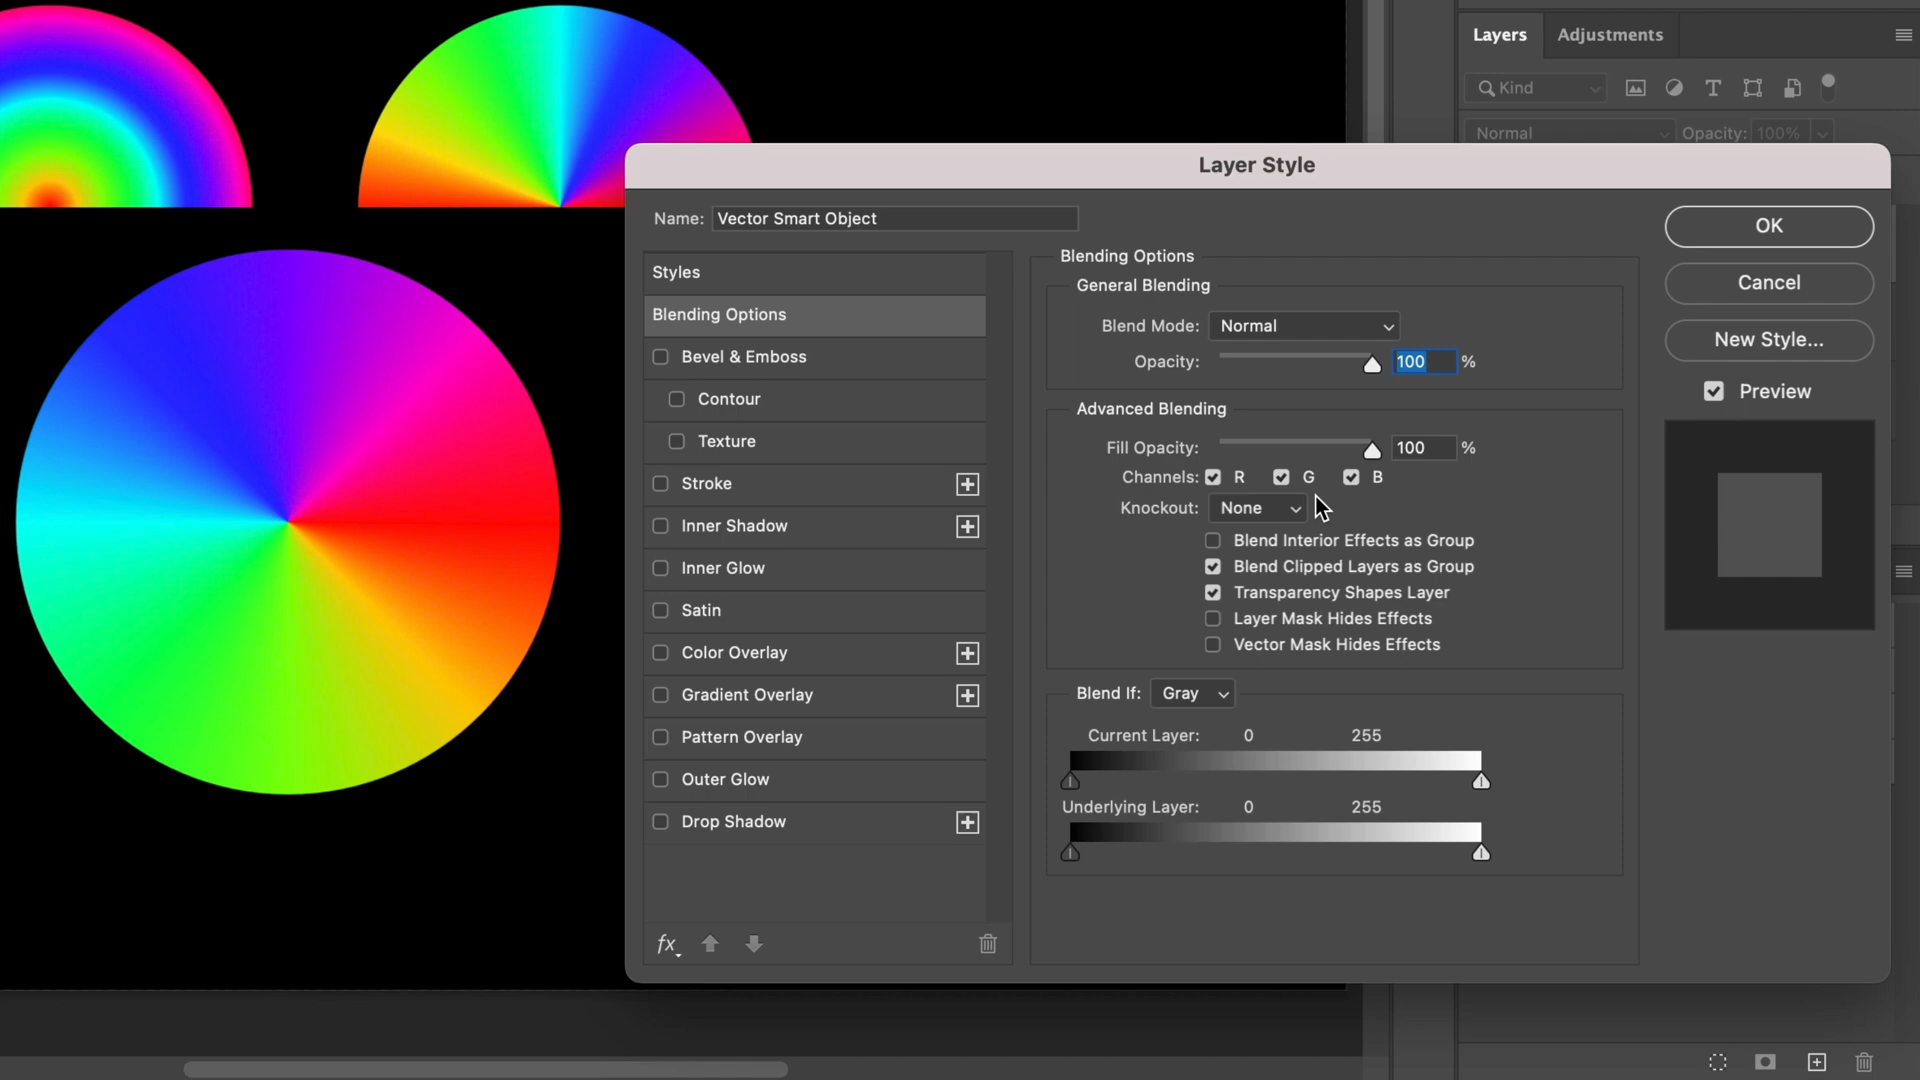 Layers Adjustments
Kind
Normal Opacity: 100%
Layer Style
Name: Vector Smart Object
OK
Cancel
New Style...
Preview
Styles
Blending Options
Bevel & Emboss
Contour
Texture
Stroke
Inner Shadow
Inner Glow
Satin
Color Overlay
Gradient Overlay
Pattern Overlay
Outer Glow
Drop Shadow
fx
Blending Options
General Blending
Blend Mode: Normal
Opacity: 100 %
Advanced Blending
Fill Opacity: 100 %
Channels: R G B
Knockout: None
Blend Interior Effects as Group
Blend Clipped Layers as Group
Transparency Shapes Layer
Layer Mask Hides Effects
Vector Mask Hides Effects
Blend If: Gray
Current Layer: 0 255
Underlying Layer: 0 255